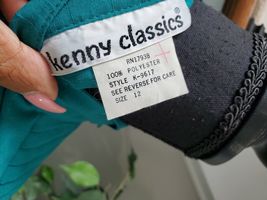 kenny classics®
RN17938
100% POLYESTER
STYLE K-9617
SEE REVERSE FOR CARE
SIZE 12